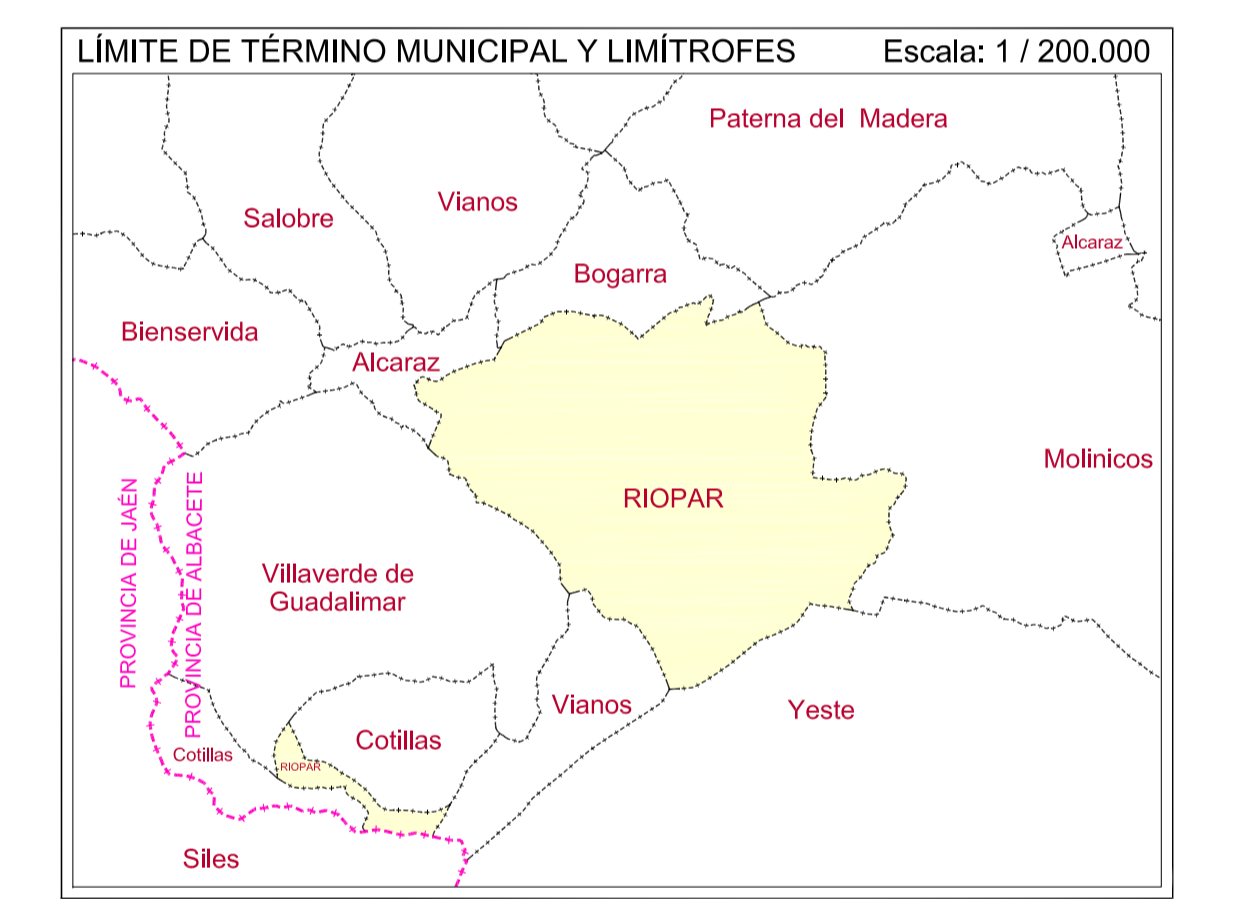 LÍMITE DE TÉRMINO MUNICIPAL Y LIMÍTROFES Escala: 1 / 200.000
Paterna del Madera
Vianos
Salobre
Alcaraz
Bogarra
Bienservida
Alcaraz
Molinicos
RIOPAR
PROVINCIA DE JAÉN
PROVINCIA DE ALBACETE
Villaverde de
Guadalimar
Vianos
Yeste
Cotillas
Cotillas
RIOPAR
Siles